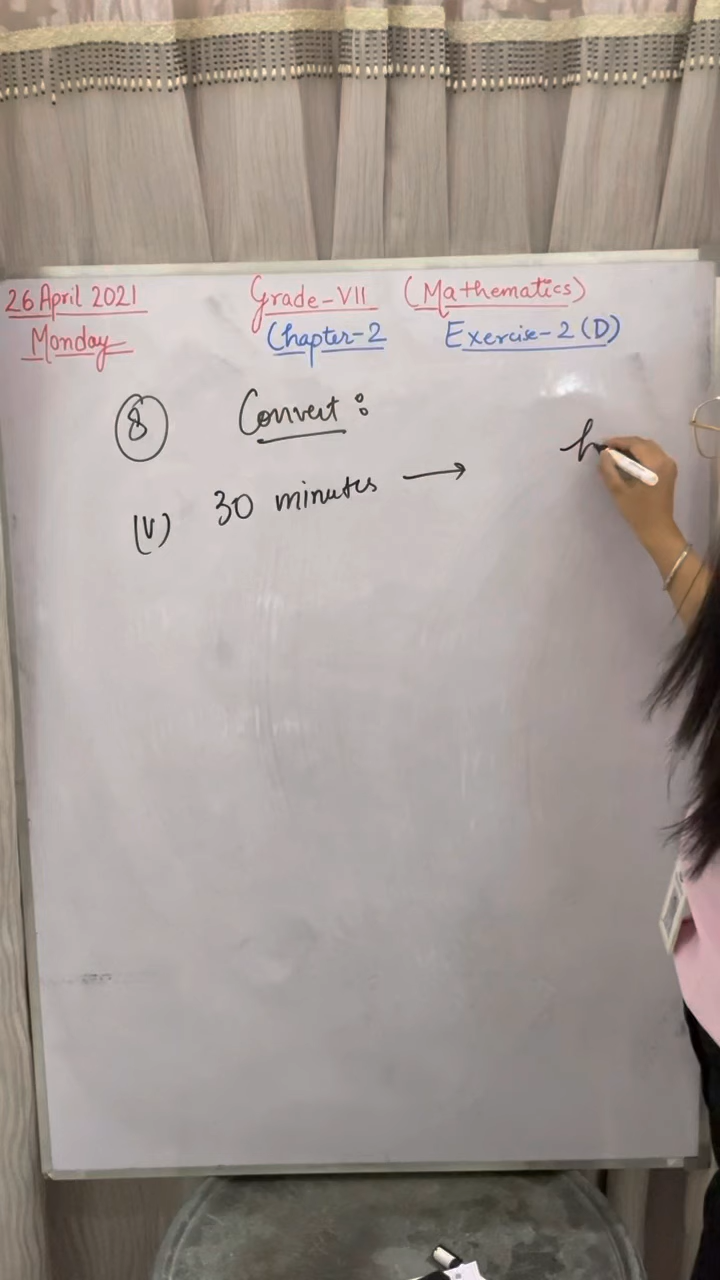 26 April 2021 Grade-VII (Mathematics)
Monday Chapter-2 Exercise-2 (D)
8 Convert :
(V) 30 minutes → h